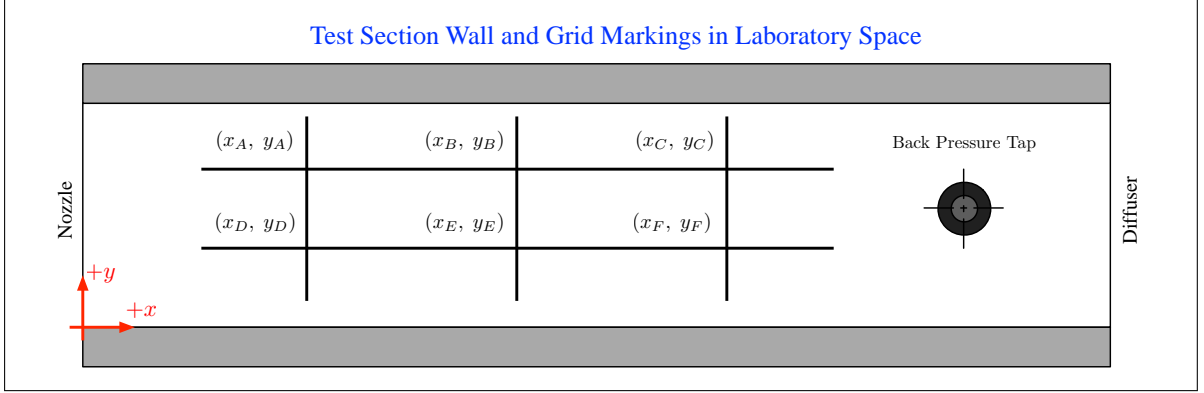 Test Section Wall and Grid Markings in Laboratory Space
(x_A, y_A) (x_B, y_B) (x_C, y_C)
Back Pressure Tap
(x_D, y_D) (x_E, y_E) (x_F, y_F)
Nozzle
Diffuser
+y
+x